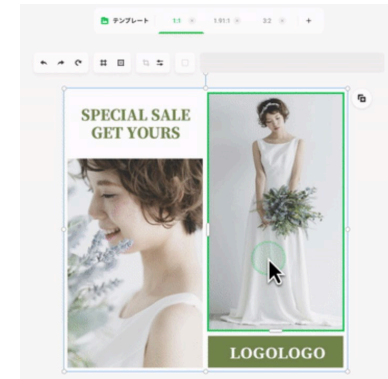 テンプレート 1:1 1.91:1 2:2 +
SPECIAL SALE
GET YOURS
LOGOLOGO